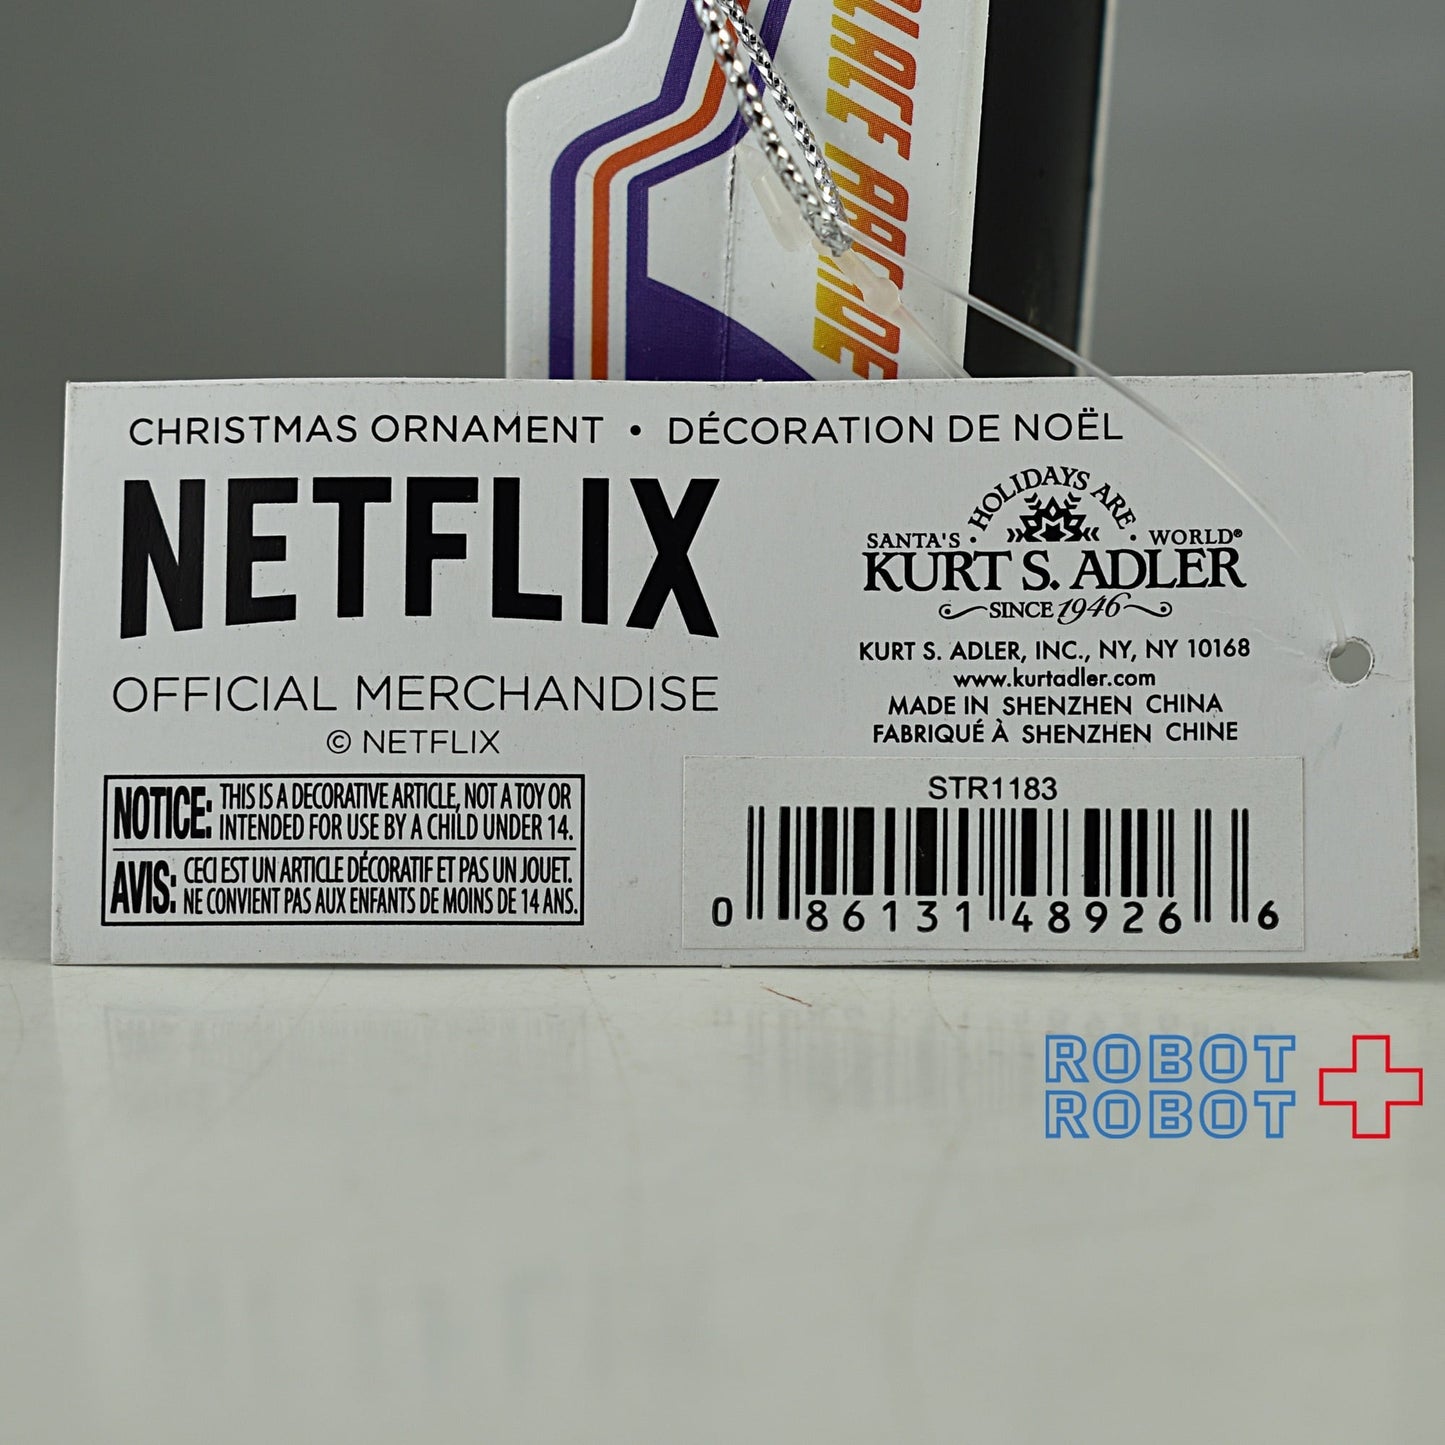 PALACE ARCADE
CHRISTMAS ORNAMENT • DÉCORATION DE NOËL
NETFLIX
OFFICIAL MERCHANDISE
© NETFLIX
SANTA'S · HOLIDAYS ARE · WORLD®
KURT S. ADLER
SINCE 1946
KURT S. ADLER, INC., NY, NY 10168
www.kurtadler.com
MADE IN SHENZHEN CHINA
FABRIQUÉ À SHENZHEN CHINE
NOTICE: THIS IS A DECORATIVE ARTICLE, NOT A TOY OR
INTENDED FOR USE BY A CHILD UNDER 14.
AVIS: CECI EST UN ARTICLE DÉCORATIF ET PAS UN JOUET.
NE CONVIENT PAS AUX ENFANTS DE MOINS DE 14 ANS.
STR1183
0 86131 48926 6
ROBOT
ROBOT